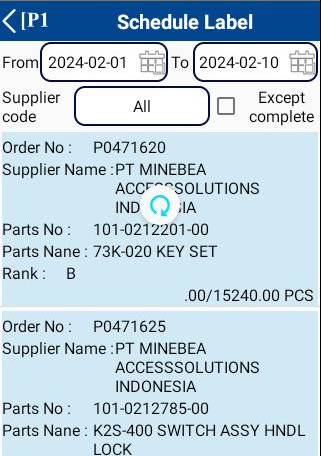 [P1 Schedule Label
From 2024-02-01 To 2024-02-10
Supplier code All Except complete
Order No : P0471620
Supplier Name :PT MINEBEA
ACCESSSOLUTIONS
INDONESIA
Parts No : 101-0212201-00
Parts Nane : 73K-020 KEY SET
Rank : B
.00/15240.00 PCS
Order No : P0471625
Supplier Name :PT MINEBEA
ACCESSSOLUTIONS
INDONESIA
Parts No : 101-0212785-00
Parts Nane : K2S-400 SWITCH ASSY HNDL
LOCK